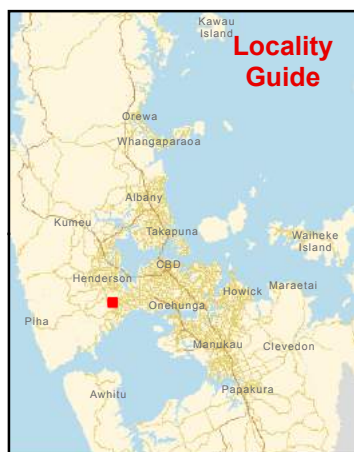 Kawau
Island
Locality
Guide
Orewa
Whangaparaoa
Albany
Kumeu
Takapuna
Waiheke
Island
CBD
Henderson
Howick
Maraetai
Onehunga
Piha
Manukau
Clevedon
Awhitu
Papakura